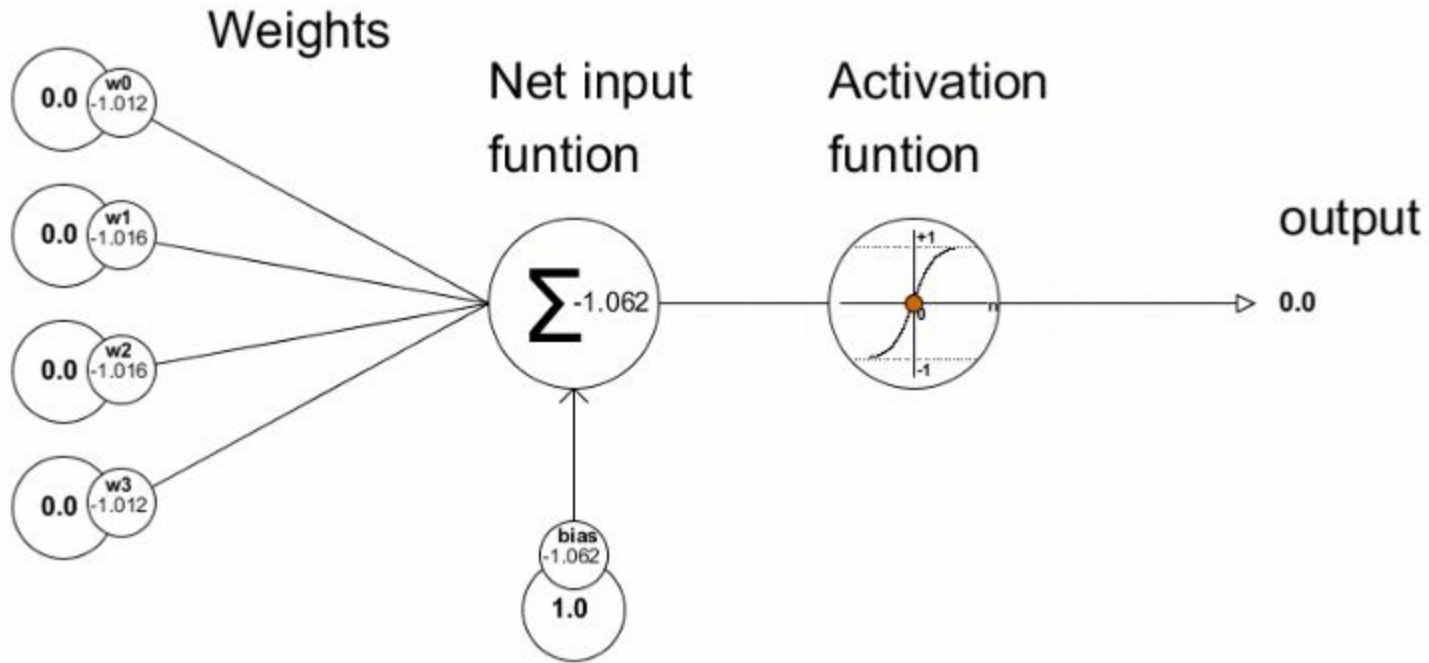 Weights
Net input
funtion
Activation
funtion
output
0.0
w0
-1.012
0.0
w1
-1.016
0.0
w2
-1.016
0.0
w3
-1.012
Σ
-1.062
bias
-1.062
1.0
+1
0
n
-1
0.0